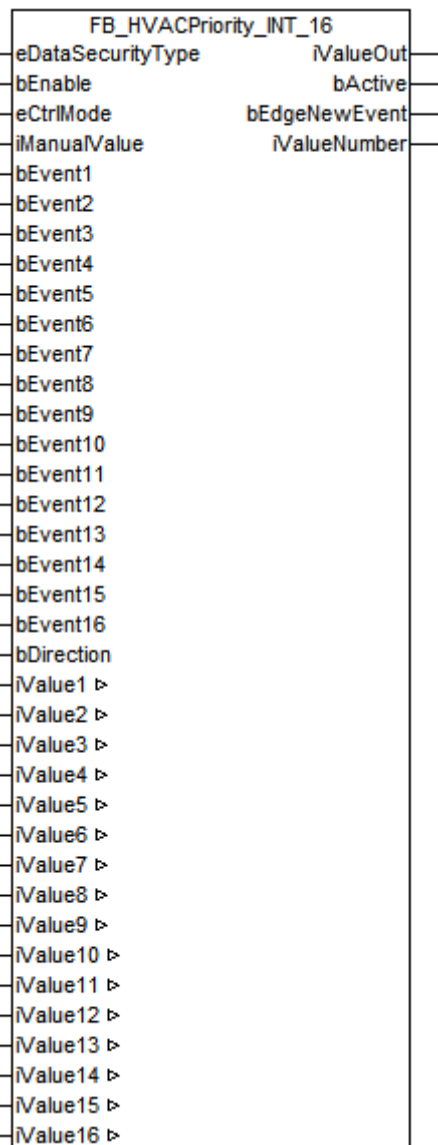 FB_HVACPriority_INT_16
eDataSecurityType iValueOut
bEnable bActive
eCtrlMode bEdgeNewEvent
iManualValue iValueNumber
bEvent1
bEvent2
bEvent3
bEvent4
bEvent5
bEvent6
bEvent7
bEvent8
bEvent9
bEvent10
bEvent11
bEvent12
bEvent13
bEvent14
bEvent15
bEvent16
bDirection
iValue1 ▷
iValue2 ▷
iValue3 ▷
iValue4 ▷
iValue5 ▷
iValue6 ▷
iValue7 ▷
iValue8 ▷
iValue9 ▷
iValue10 ▷
iValue11 ▷
iValue12 ▷
iValue13 ▷
iValue14 ▷
iValue15 ▷
iValue16 ▷